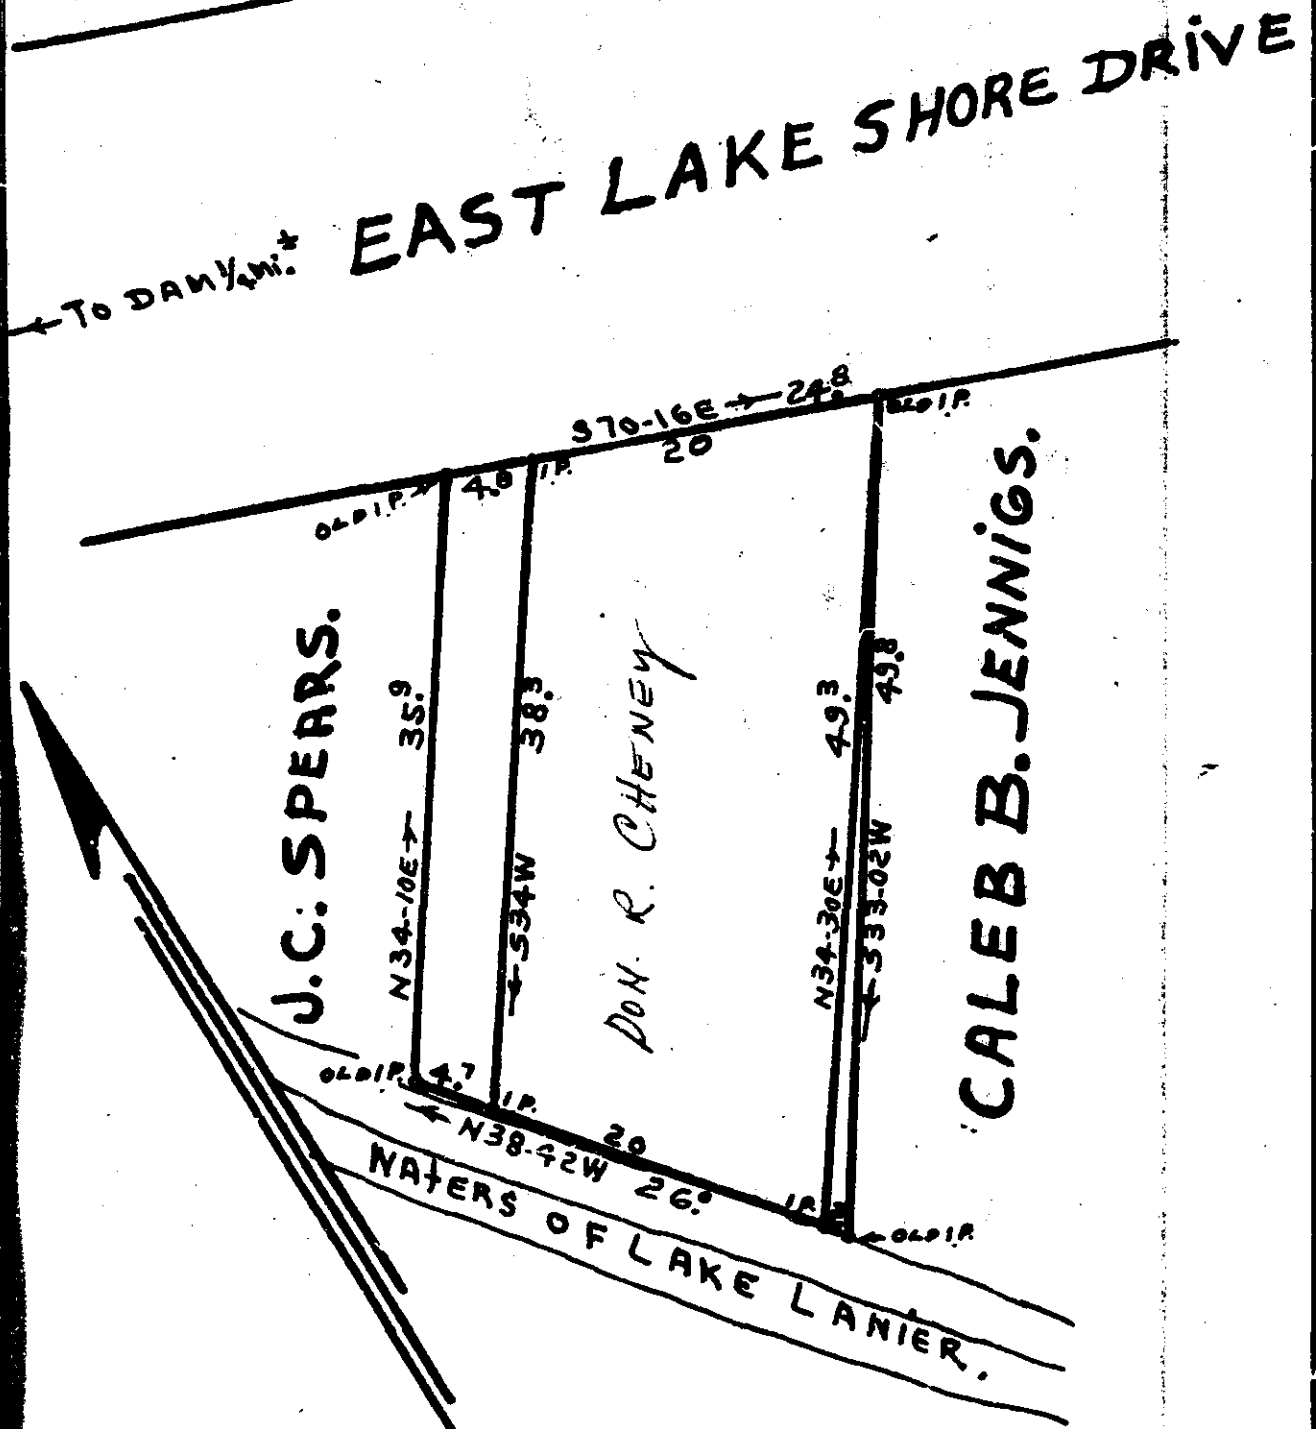 EAST LAKE SHORE DRIVE
← TO DAM 1/4 Mi. ±
S70-16E → 24.8
OLD I.P.
20
OLD I.P. →
4.8
I P.
J.C. SPEARS.
N34-10E →
35.9
← S34W
38.3
DON. R. CHENEY
N34-30E →
49.3
← S33-02W
49.8
CALEB B. JENNIGS.
OLD I P.
4.7
I P.
← N38-42W
20
26.0
I P.
← OLD I.P.
WATERS OF LAKE LANIER.